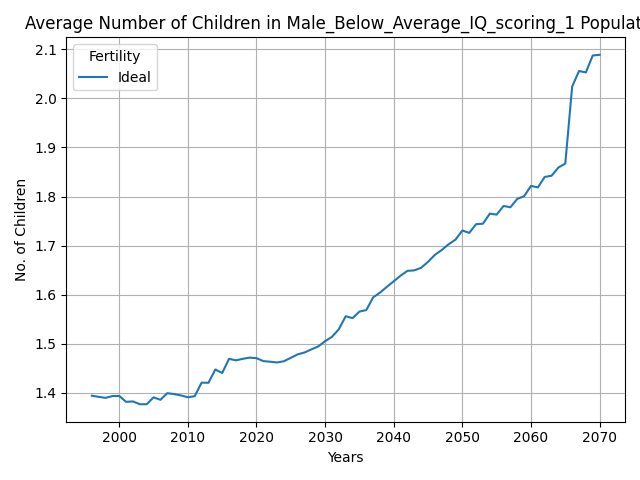 Average Number of Children in Male_Below_Average_IQ_scoring_1 Populat
Fertility
Ideal
No. of Children
2.1
2.0
1.9
1.8
1.7
1.6
1.5
1.4
2000 2010 2020 2030 2040 2050 2060 2070
Years